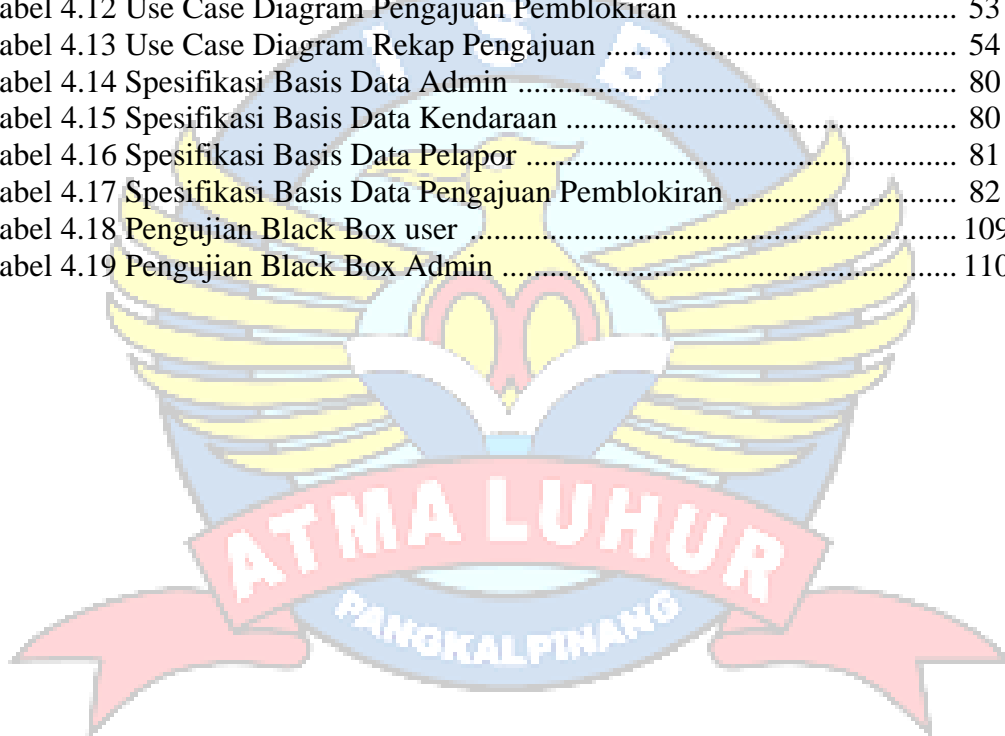 abel 4.12 Use Case Diagram Pengajuan Pemblokiran .................................... 53
abel 4.13 Use Case Diagram Rekap Pengajuan .............................................. 54
abel 4.14 Spesifikasi Basis Data Admin .......................................................... 80
abel 4.15 Spesifikasi Basis Data Kendaraan .................................................... 80
abel 4.16 Spesifikasi Basis Data Pelapor ......................................................... 81
abel 4.17 Spesifikasi Basis Data Pengajuan Pemblokiran .............................. 82
abel 4.18 Pengujian Black Box user ................................................................ 109
abel 4.19 Pengujian Black Box Admin ............................................................ 110
I S B
ATMA LUHUR
PANGKALPINANG